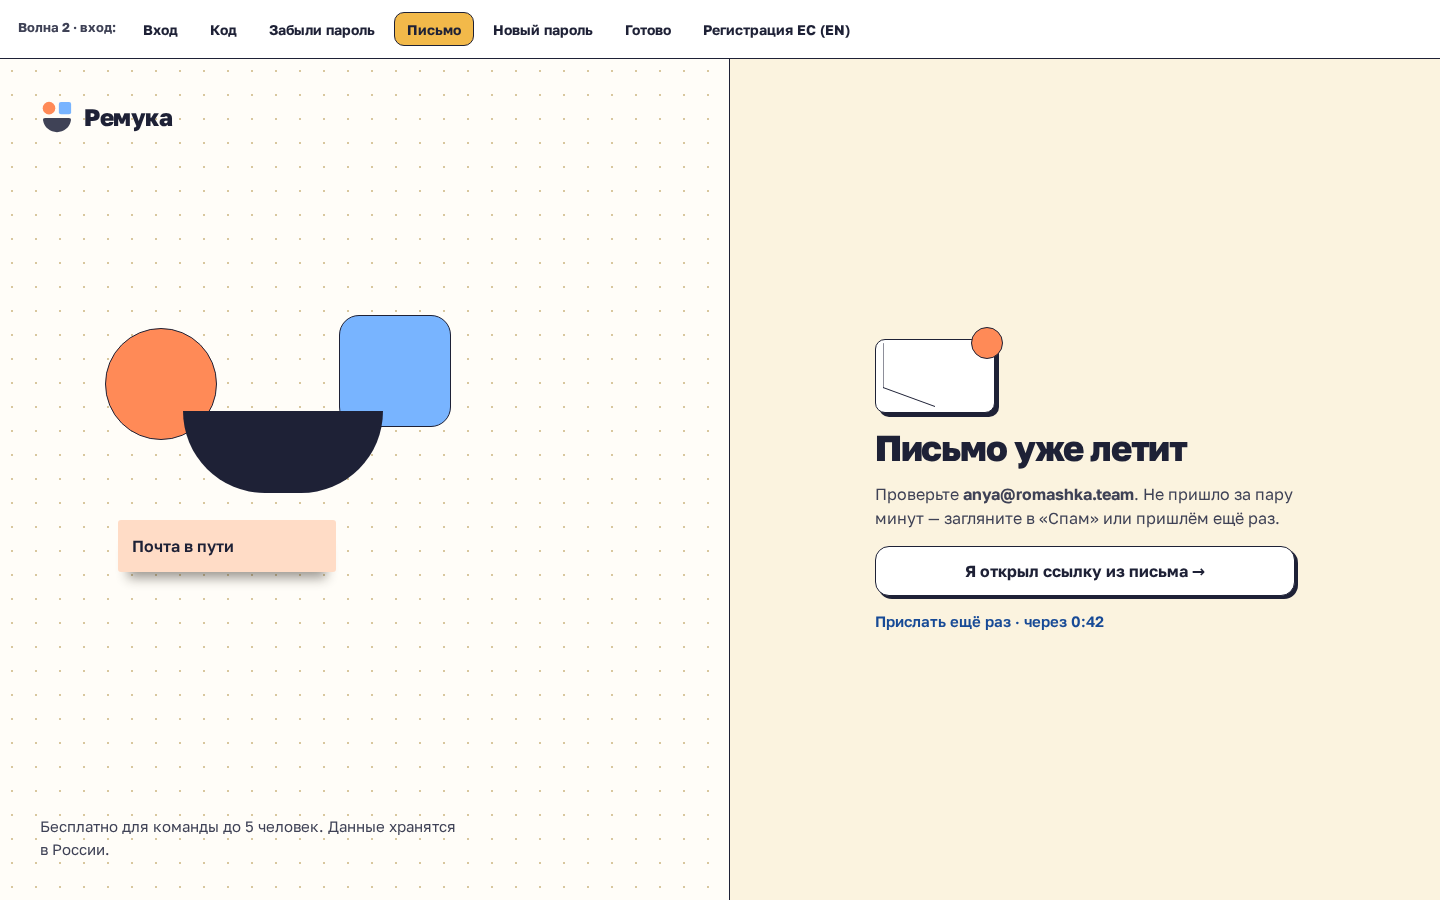 Волна 2 · вход:
Вход
Код
Забыли пароль
Письмо
Новый пароль
Готово
Регистрация ЕС (EN)
Ремука
Почта в пути
Бесплатно для команды до 5 человек. Данные хранятся
в России.
Письмо уже летит
Проверьте anya@romashka.team. Не пришло за пару
минут — загляните в «Спам» или пришлём ещё раз.
Я открыл ссылку из письма →
Прислать ещё раз · через 0:42